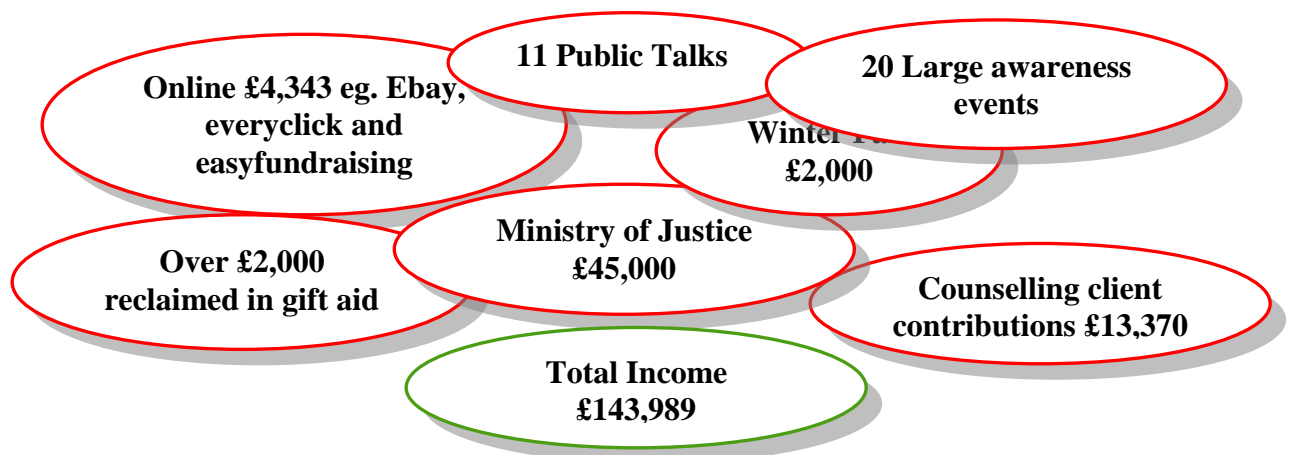 11 Public Talks
20 Large awareness
events
Online £4,343 eg. Ebay,
everyclick and
easyfundraising
Winter
£2,000
Ministry of Justice
£45,000
Over £2,000
reclaimed in gift aid
Counselling client
contributions £13,370
Total Income
£143,989